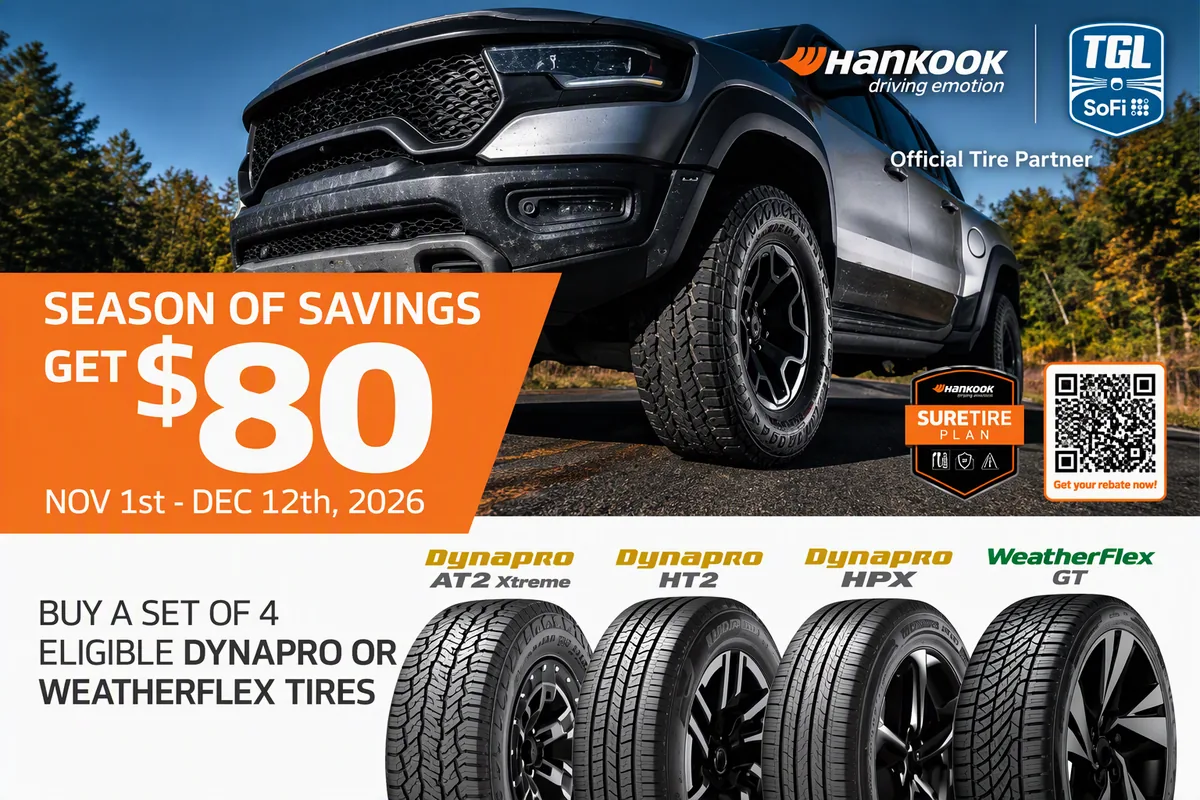 HANKOOK
driving emotion
TGL
SoFi
Official Tire Partner
SEASON OF SAVINGS
GET $80
NOV 1st - DEC 12th, 2026
HANKOOK
driving emotion
SURETIRE
PLAN
Get your rebate now!
BUY A SET OF 4
ELIGIBLE DYNAPRO OR
WEATHERFLEX TIRES
Dynapro
AT2 Xtreme
Dynapro
HT2
Dynapro
HPX
WeatherFlex
GT